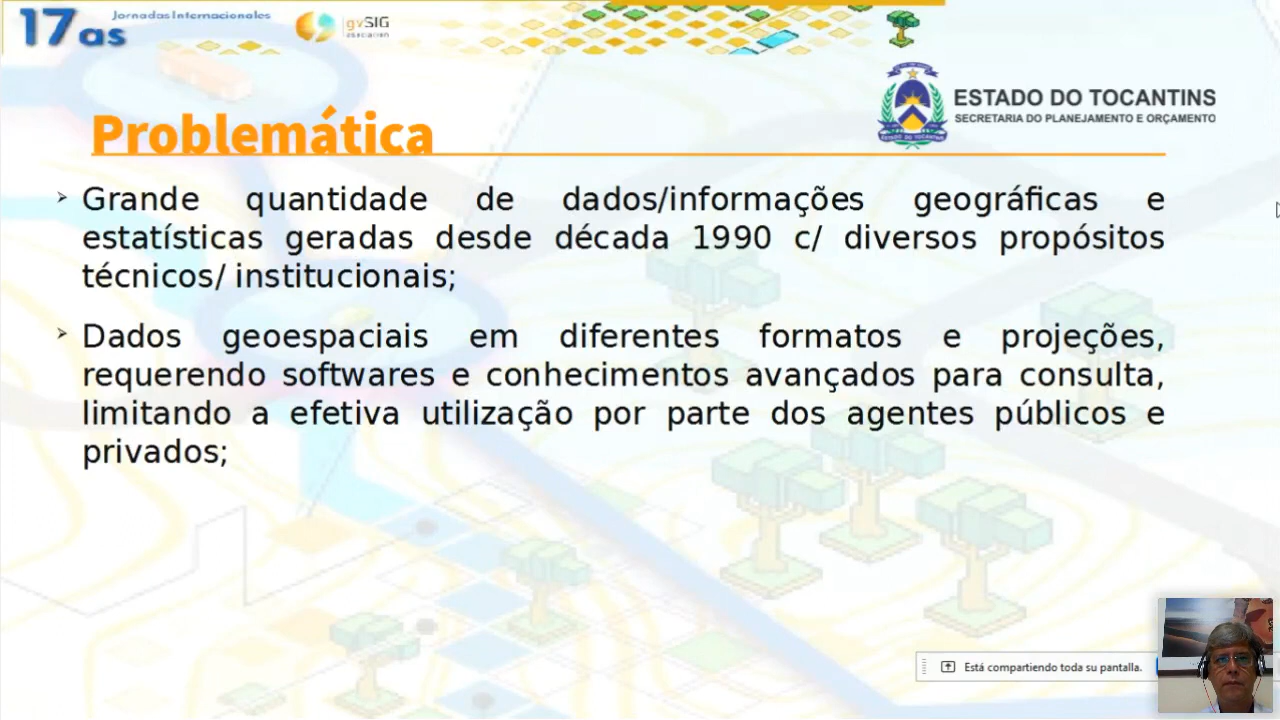 17as
Jornadas Internacionales
gvSIG
association
ESTADO DO TOCANTINS
SECRETARIA DO PLANEJAMENTO E ORÇAMENTO
Problemática
Grande quantidade de dados/informações geográficas e
estatísticas geradas desde década 1990 c/ diversos propósitos
técnicos/ institucionais;
Dados geoespaciais em diferentes formatos e projeções,
requerendo softwares e conhecimentos avançados para consulta,
limitando a efetiva utilização por parte dos agentes públicos e
privados;
Está compartiendo toda su pantalla.